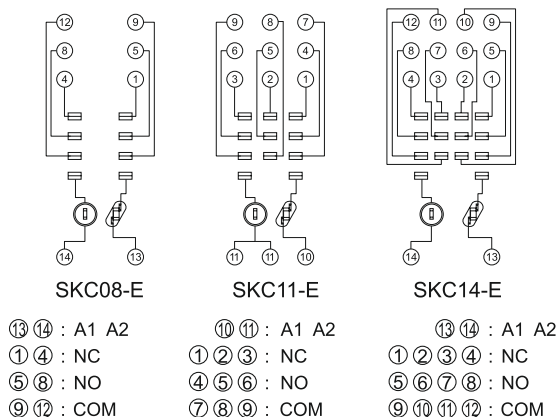 ⑫ ⑨ ⑨ ⑧ ⑦ ⑫ ⑪ ⑩ ⑨
⑧ ⑤ ⑥ ⑤ ④ ⑧ ⑦ ⑥ ⑤
④ ① ③ ② ① ④ ③ ② ①
⑭ ⑬ ⑪ ⑪ ⑩ ⑭ ⑬
SKC08-E
SKC11-E
SKC14-E
⑬ ⑭ : A1 A2
① ④ : NC
⑤ ⑧ : NO
⑨ ⑫ : COM
⑩ ⑪ : A1 A2
① ② ③ : NC
④ ⑤ ⑥ : NO
⑦ ⑧ ⑨ : COM
⑬ ⑭ : A1 A2
① ② ③ ④ : NC
⑤ ⑥ ⑦ ⑧ : NO
⑨ ⑩ ⑪ ⑫ : COM